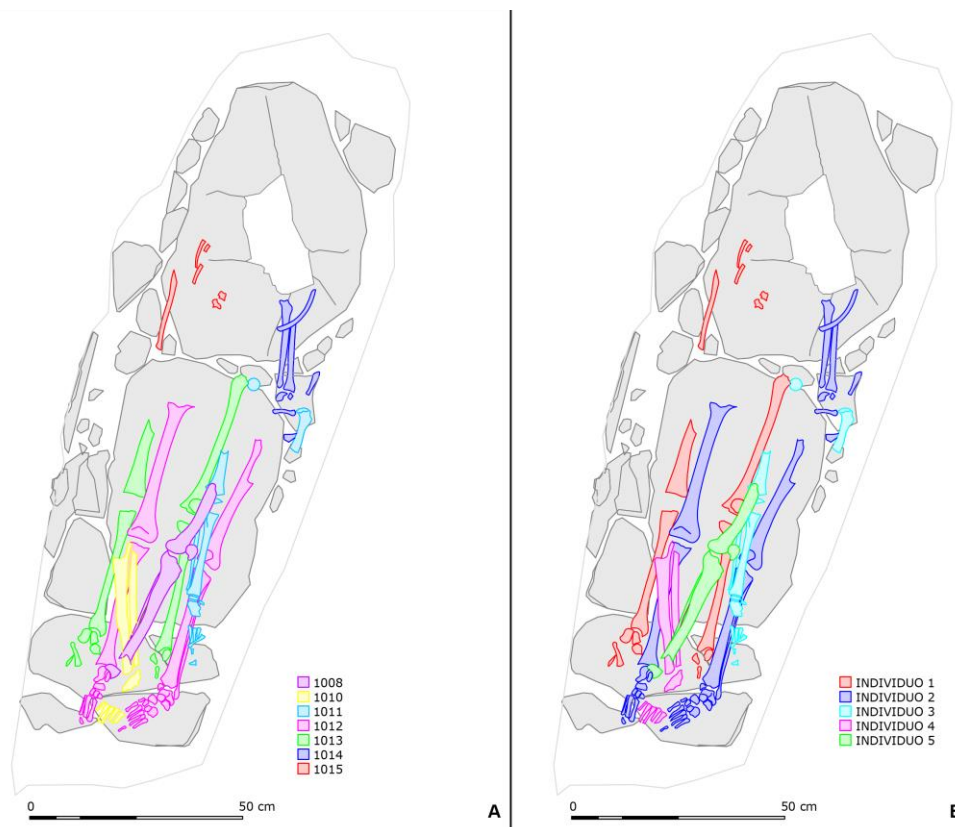 1008
1010
1011
1012
1013
1014
1015
0 50 cm
A
INDIVIDUO 1
INDIVIDUO 2
INDIVIDUO 3
INDIVIDUO 4
INDIVIDUO 5
0 50 cm